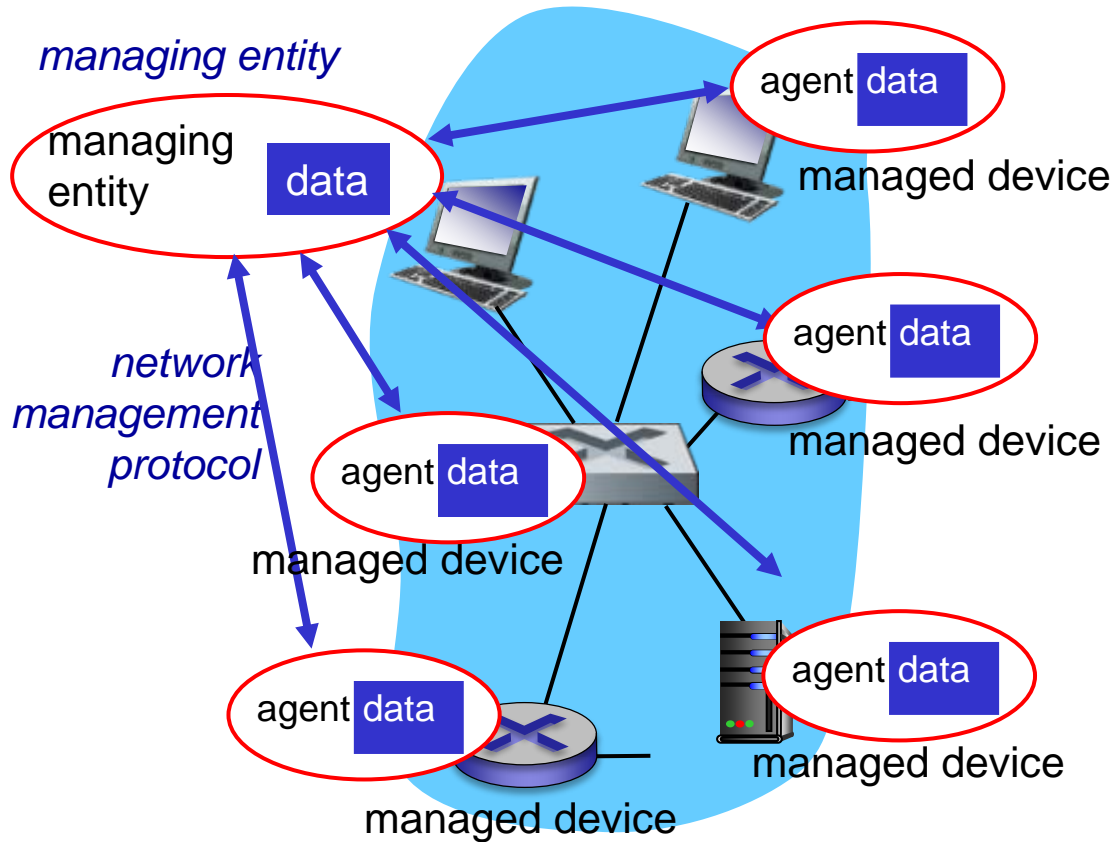 managing entity
managing
entity
data
agent data
managed device
agent data
managed device
network
management
protocol
agent data
managed device
agent data
managed device
agent data
managed device